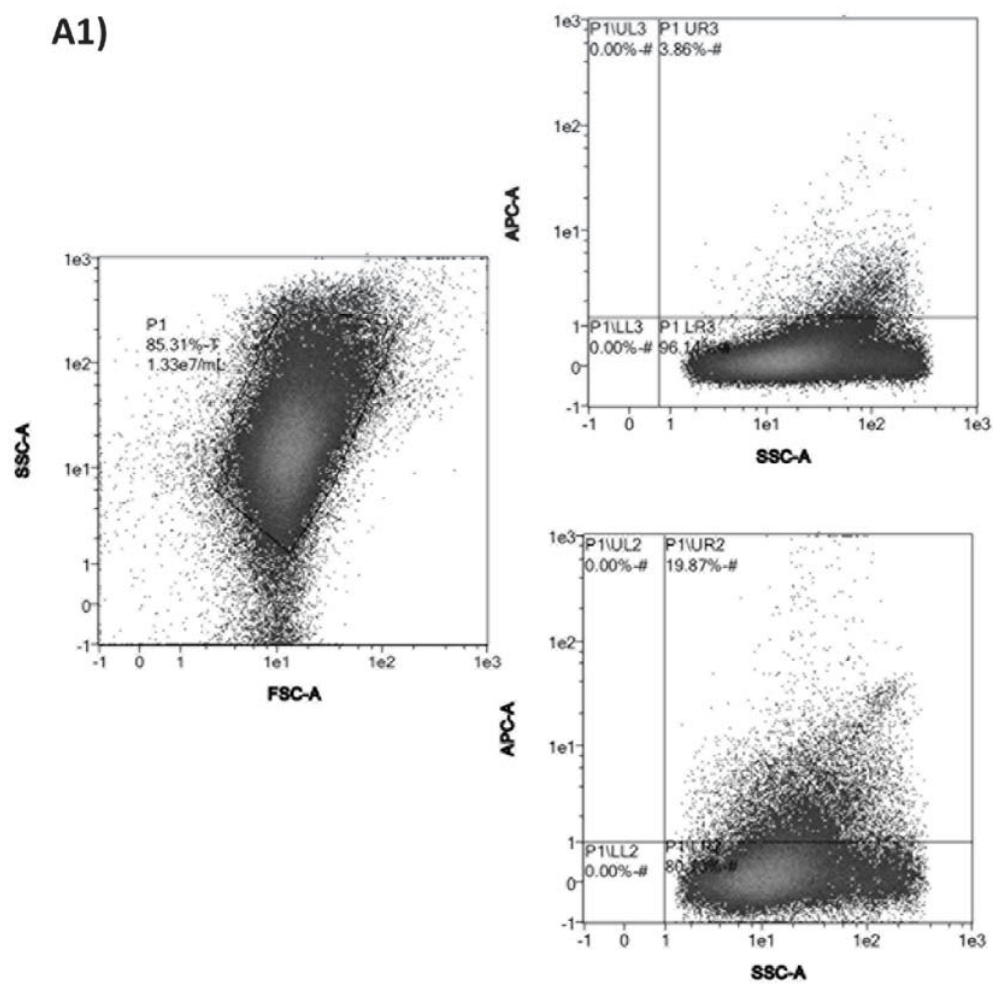 A1)
1e3
P1
85.31%-T
1.33e7/mL
1e2
1e1
1
0
-1
-1 0 1 1e1 1e2 1e3
SSC-A
FSC-A
1e3
P1\UL3 P1 UR3
0.00%-# 3.86%-#
1e2
1e1
1
P1\LL3 P1 LR3
0.00%-#
0
-1
-1 0 1 1e1 1e2 1e3
APC-A
SSC-A
1e3
P1\UL2 P1\UR2
0.00%-# 19.87%-#
1e2
1e1
1
P1\LL2 P1\LR2
0.00%-#
0
-1
-1 0 1 1e1 1e2 1e3
APC-A
SSC-A